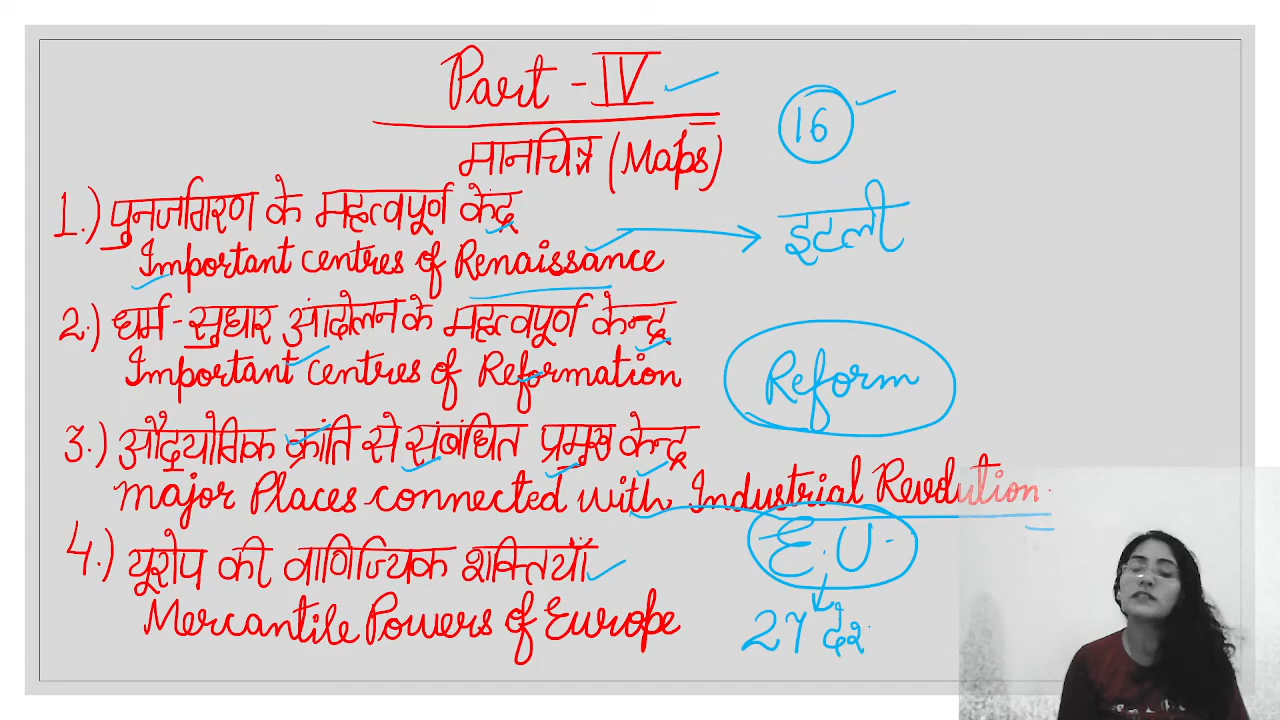 Part - IV
मानचित्र (Maps)
16
1.) पुनर्जागरण के महत्वपूर्ण केंद्र
Important centres of Renaissance
इटली
2.) धर्म - सुधार आंदोलन के महत्वपूर्ण केन्द्र
Important centres of Reformation
Reform
3.) औद्योगिक क्रांति से संबंधित प्रमुख केन्द्र
major Places connected with Industrial Revolution.
E.U.
4.) यूरोप की वाणिज्यिक शक्तियाँ
Mercantile Powers of Europe
27 देश